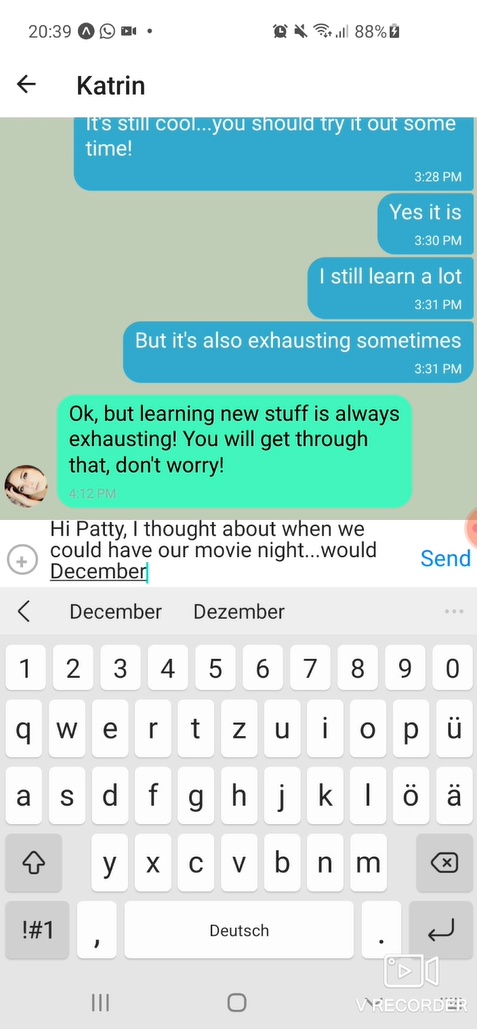 20:39 88%
Katrin
It's still cool...you should try it out some
time!
3:28 PM
Yes it is
3:30 PM
I still learn a lot
3:31 PM
But it's also exhausting sometimes
3:31 PM
Ok, but learning new stuff is always
exhausting! You will get through
that, don't worry!
4:12 PM
Hi Patty, I thought about when we
could have our movie night...would
December
Send
December Dezember
1 2 3 4 5 6 7 8 9 0
q w e r t z u i o p ü
a s d f g h j k l ö ä
y x c v b n m
!#1 , Deutsch .
V RECORDER